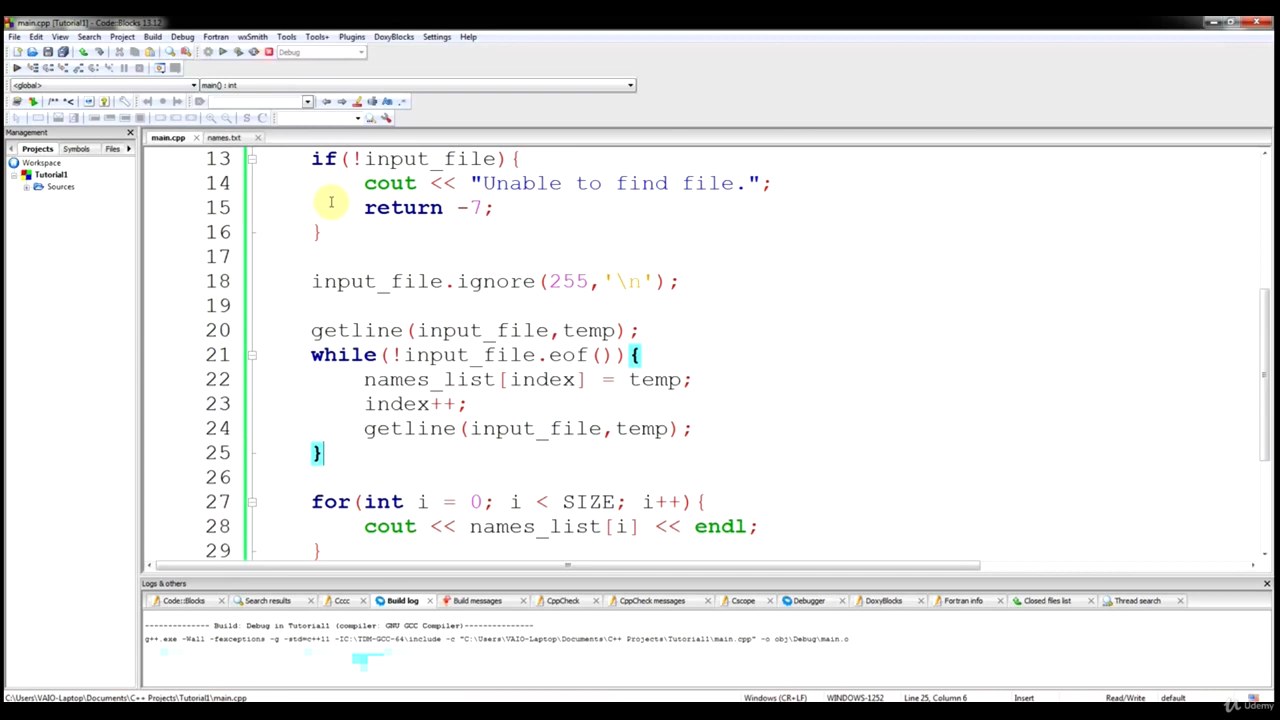 main.cpp [Tutorial1] - Code::Blocks 13.12
File Edit View Search Project Build Debug Fortran wxSmith Tools Tools+ Plugins DoxyBlocks Settings Help
Debug
<global> main() : int
Management
main.cpp names.txt
Projects Symbols Files
Workspace
Tutorial1
Sources
13 if(!input_file){
14 cout << "Unable to find file.";
15 return -7;
16 }
17
18 input_file.ignore(255,'\n');
19
20 getline(input_file,temp);
21 while(!input_file.eof()){
22 names_list[index] = temp;
23 index++;
24 getline(input_file,temp);
25 }
26
27 for(int i = 0; i < SIZE; i++){
28 cout << names_list[i] << endl;
29 }
Logs & others
Code::Blocks Search results Cccc Build log Build messages CppCheck CppCheck messages Cscope Debugger DoxyBlocks Fortran info Closed files list Thread search
-------------- Build: Debug in Tutorial1 (compiler: GNU GCC Compiler)---------------
g++.exe -Wall -fexceptions -g -std=c++11 -IC:\TDM-GCC-64\include -c "C:\Users\VAIO-Laptop\Documents\C++ Projects\Tutorial1\main.cpp" -o obj\Debug\main.o
C:\Users\VAIO-Laptop\Documents\C++ Projects\Tutorial1\main.cpp Windows (CR+LF) WINDOWS-1252 Line 25, Column 6 Insert Read/Write default
Udemy